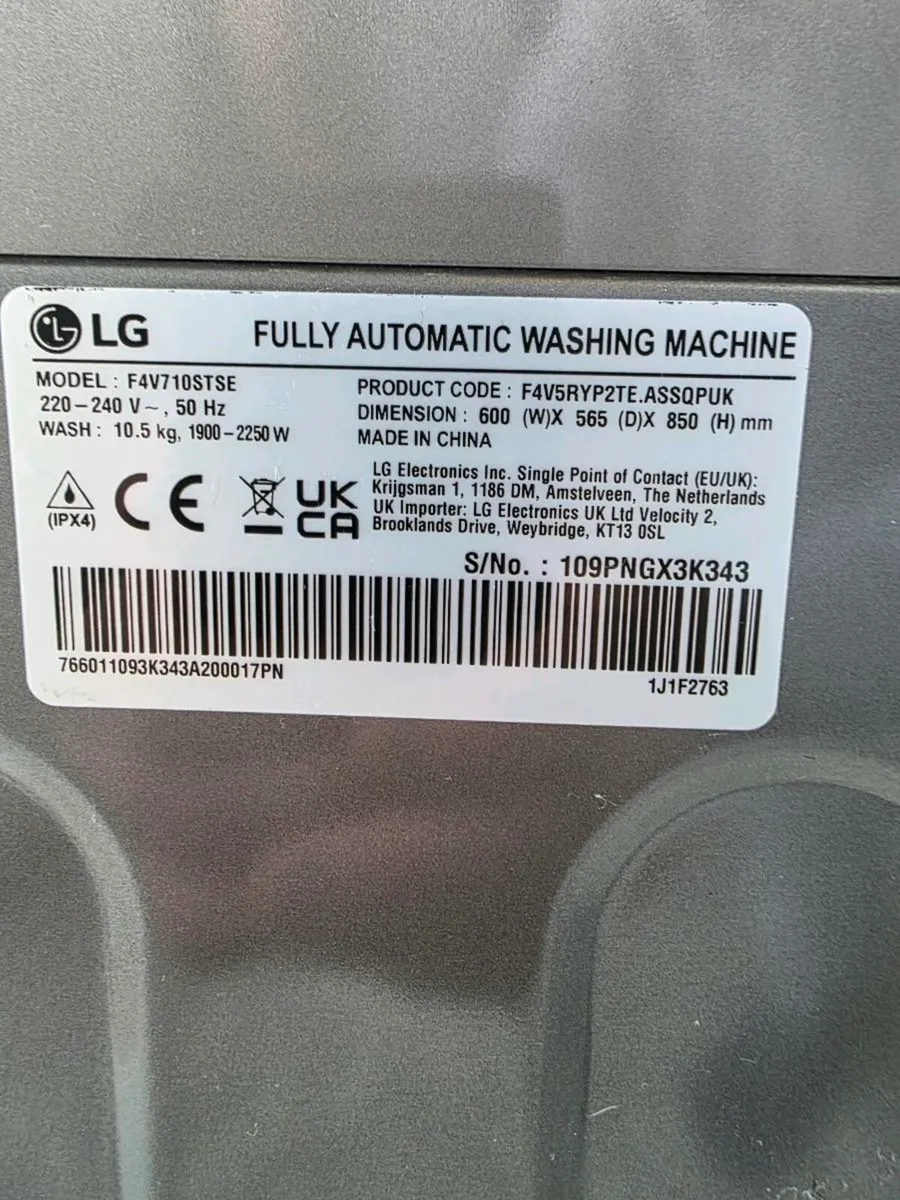 LG
FULLY AUTOMATIC WASHING MACHINE
MODEL : F4V710STSE
220-240 V~, 50 Hz
WASH : 10.5 kg, 1900-2250 W
PRODUCT CODE : F4V5RYP2TE.ASSQPUK
DIMENSION : 600 (W)X 565 (D)X 850 (H) mm
MADE IN CHINA
(IPX4)
CE
UK
CA
LG Electronics Inc. Single Point of Contact (EU/UK):
Krijgsman 1, 1186 DM, Amstelveen, The Netherlands
UK Importer: LG Electronics UK Ltd Velocity 2,
Brooklands Drive, Weybridge, KT13 0SL
S/No. : 109PNGX3K343
766011093K343A200017PN
1J1F2763